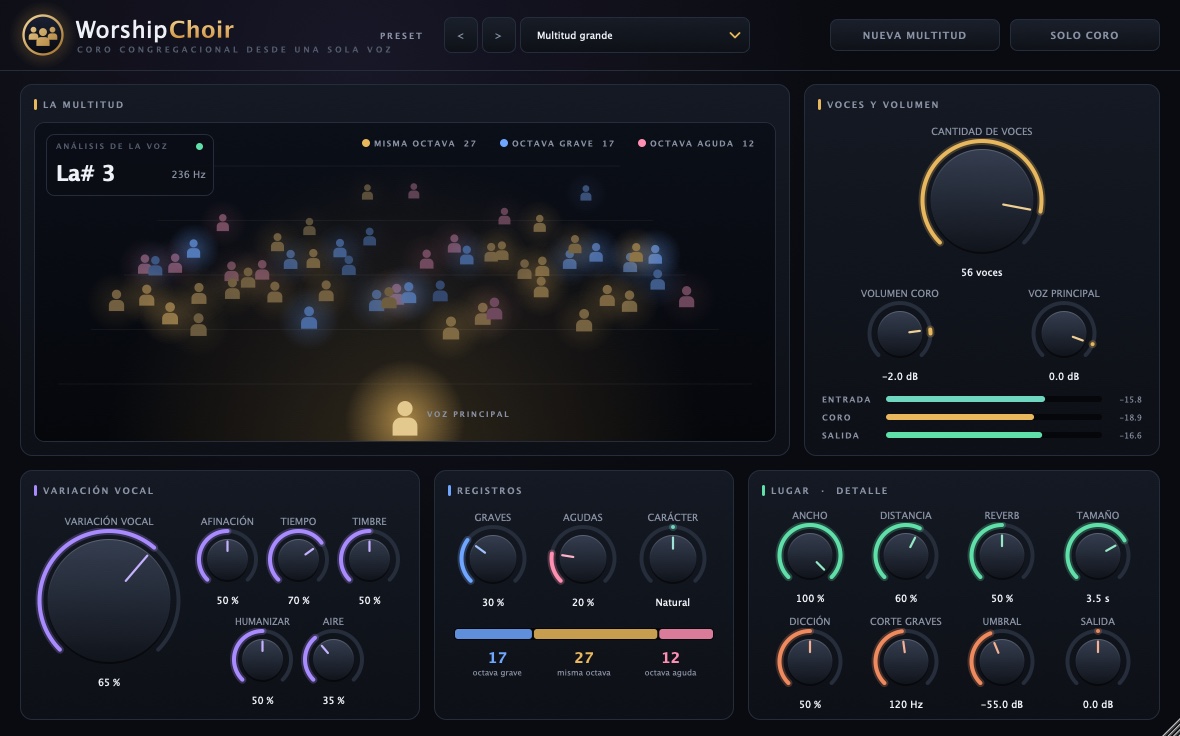 WorshipChoir
CORO CONGREGACIONAL DESDE UNA SOLA VOZ
PRESET
< > Multitud grande
NUEVA MULTITUD
SOLO CORO
LA MULTITUD
ANÁLISIS DE LA VOZ
La# 3 236 Hz
MISMA OCTAVA 27 OCTAVA GRAVE 17 OCTAVA AGUDA 12
VOZ PRINCIPAL
VOCES Y VOLUMEN
CANTIDAD DE VOCES
56 voces
VOLUMEN CORO VOZ PRINCIPAL
-2.0 dB 0.0 dB
ENTRADA -15.8
CORO -18.9
SALIDA -16.6
VARIACIÓN VOCAL
VARIACIÓN VOCAL
65 %
AFINACIÓN TIEMPO TIMBRE
50 % 70 % 50 %
HUMANIZAR AIRE
50 % 35 %
REGISTROS
GRAVES AGUDAS CARÁCTER
30 % 20 % Natural
17 27 12
octava grave misma octava octava aguda
LUGAR · DETALLE
ANCHO DISTANCIA REVERB TAMAÑO
100 % 60 % 50 % 3.5 s
DICCIÓN CORTE GRAVES UMBRAL SALIDA
50 % 120 Hz -55.0 dB 0.0 dB